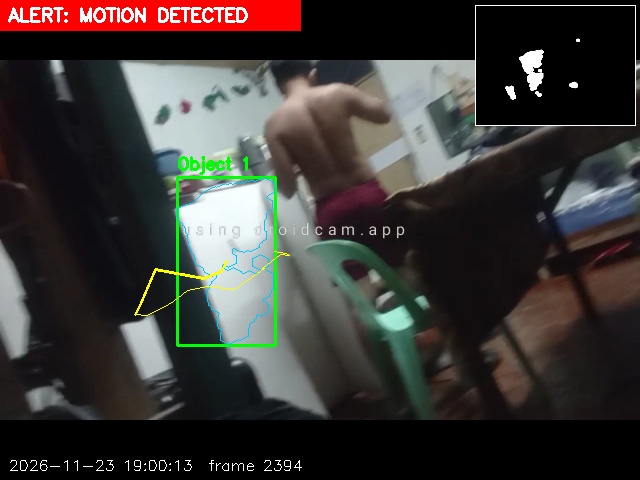 ALERT: MOTION DETECTED
Object 1
using droidcam.app
2026-11-23 19:00:13 frame 2394